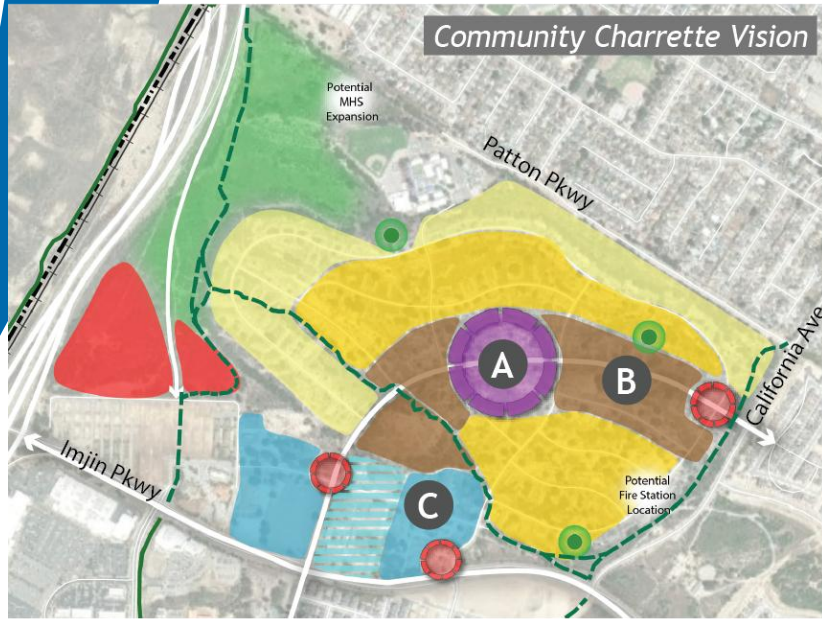 Community Charrette Vision
Potential
MHS
Expansion
Patton Pkwy
A
B
California Ave
Imjin Pkwy
C
Potential
Fire Station
Location